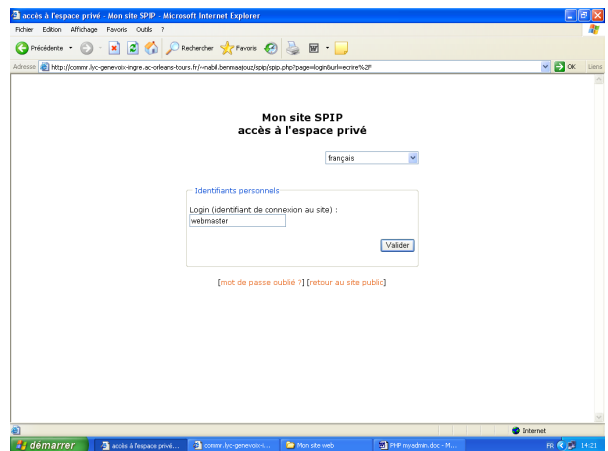 accès à l'espace privé - Mon site SPIP - Microsoft Internet Explorer
Fichier Edition Affichage Favoris Outils ?
Précédente Rechercher Favoris
Adresse http://commr.lyc-genevoix-ingre.ac-orleans-tours.fr/~nabil.benmaajouz/spip/spip.php?page=login&url=ecrire%2F OK Liens
Mon site SPIP
accès à l'espace privé
français
Identifiants personnels
Login (identifiant de connexion au site) :
webmaster
Valider
[mot de passe oublié ?] [retour au site public]
Internet
démarrer accès à l'espace privé... commr.lyc-genevoix-i... Mon site web PHP myadmin.doc - M... FR 14:21